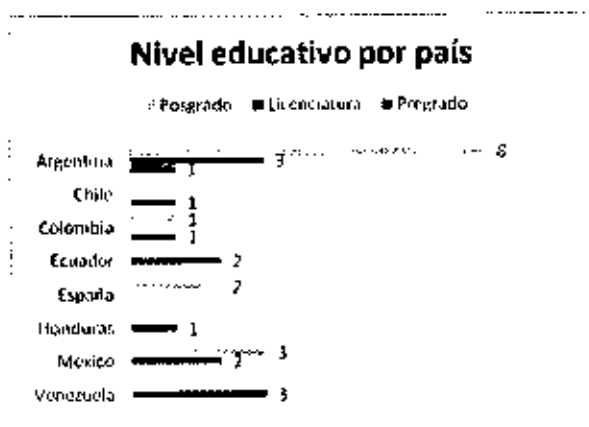 Nivel educativo por país
Posgrado Licenciatura Pregrado
Argentina 8
3
1
Chile 1
Colombia 1
1
Ecuador 2
España 2
Honduras 1
Mexico 3
2
Venezuela 3